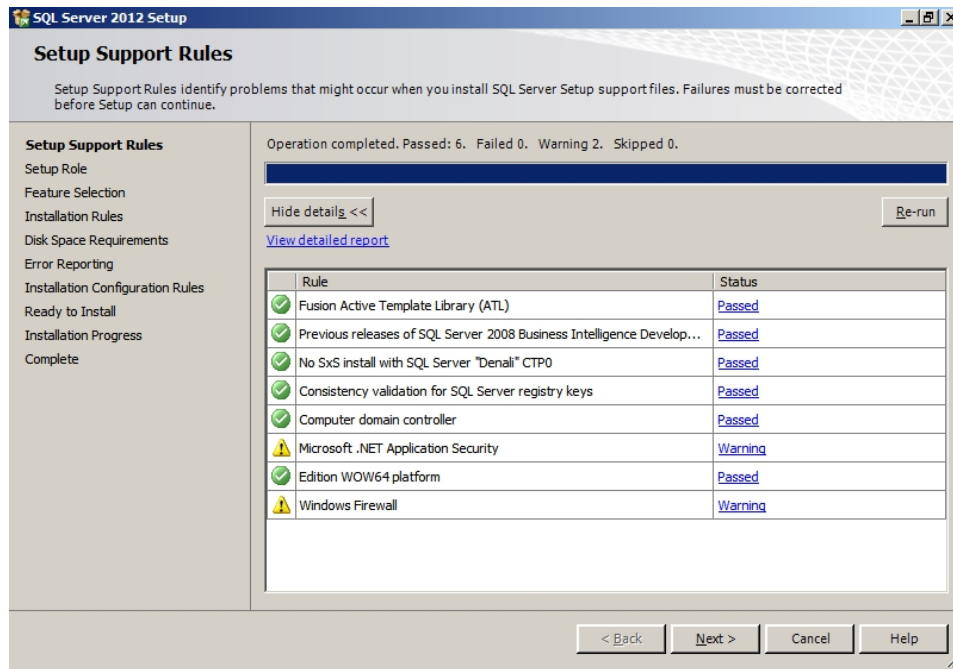 SQL Server 2012 Setup
Setup Support Rules
Setup Support Rules identify problems that might occur when you install SQL Server Setup support files. Failures must be corrected
before Setup can continue.
Setup Support Rules
Setup Role
Feature Selection
Installation Rules
Disk Space Requirements
Error Reporting
Installation Configuration Rules
Ready to Install
Installation Progress
Complete
Operation completed. Passed: 6. Failed 0. Warning 2. Skipped 0.
Hide details <<
Re-run
View detailed report
Rule Status
Fusion Active Template Library (ATL) Passed
Previous releases of SQL Server 2008 Business Intelligence Develop... Passed
No SxS install with SQL Server "Denali" CTP0 Passed
Consistency validation for SQL Server registry keys Passed
Computer domain controller Passed
Microsoft .NET Application Security Warning
Edition WOW64 platform Passed
Windows Firewall Warning
< Back Next > Cancel Help